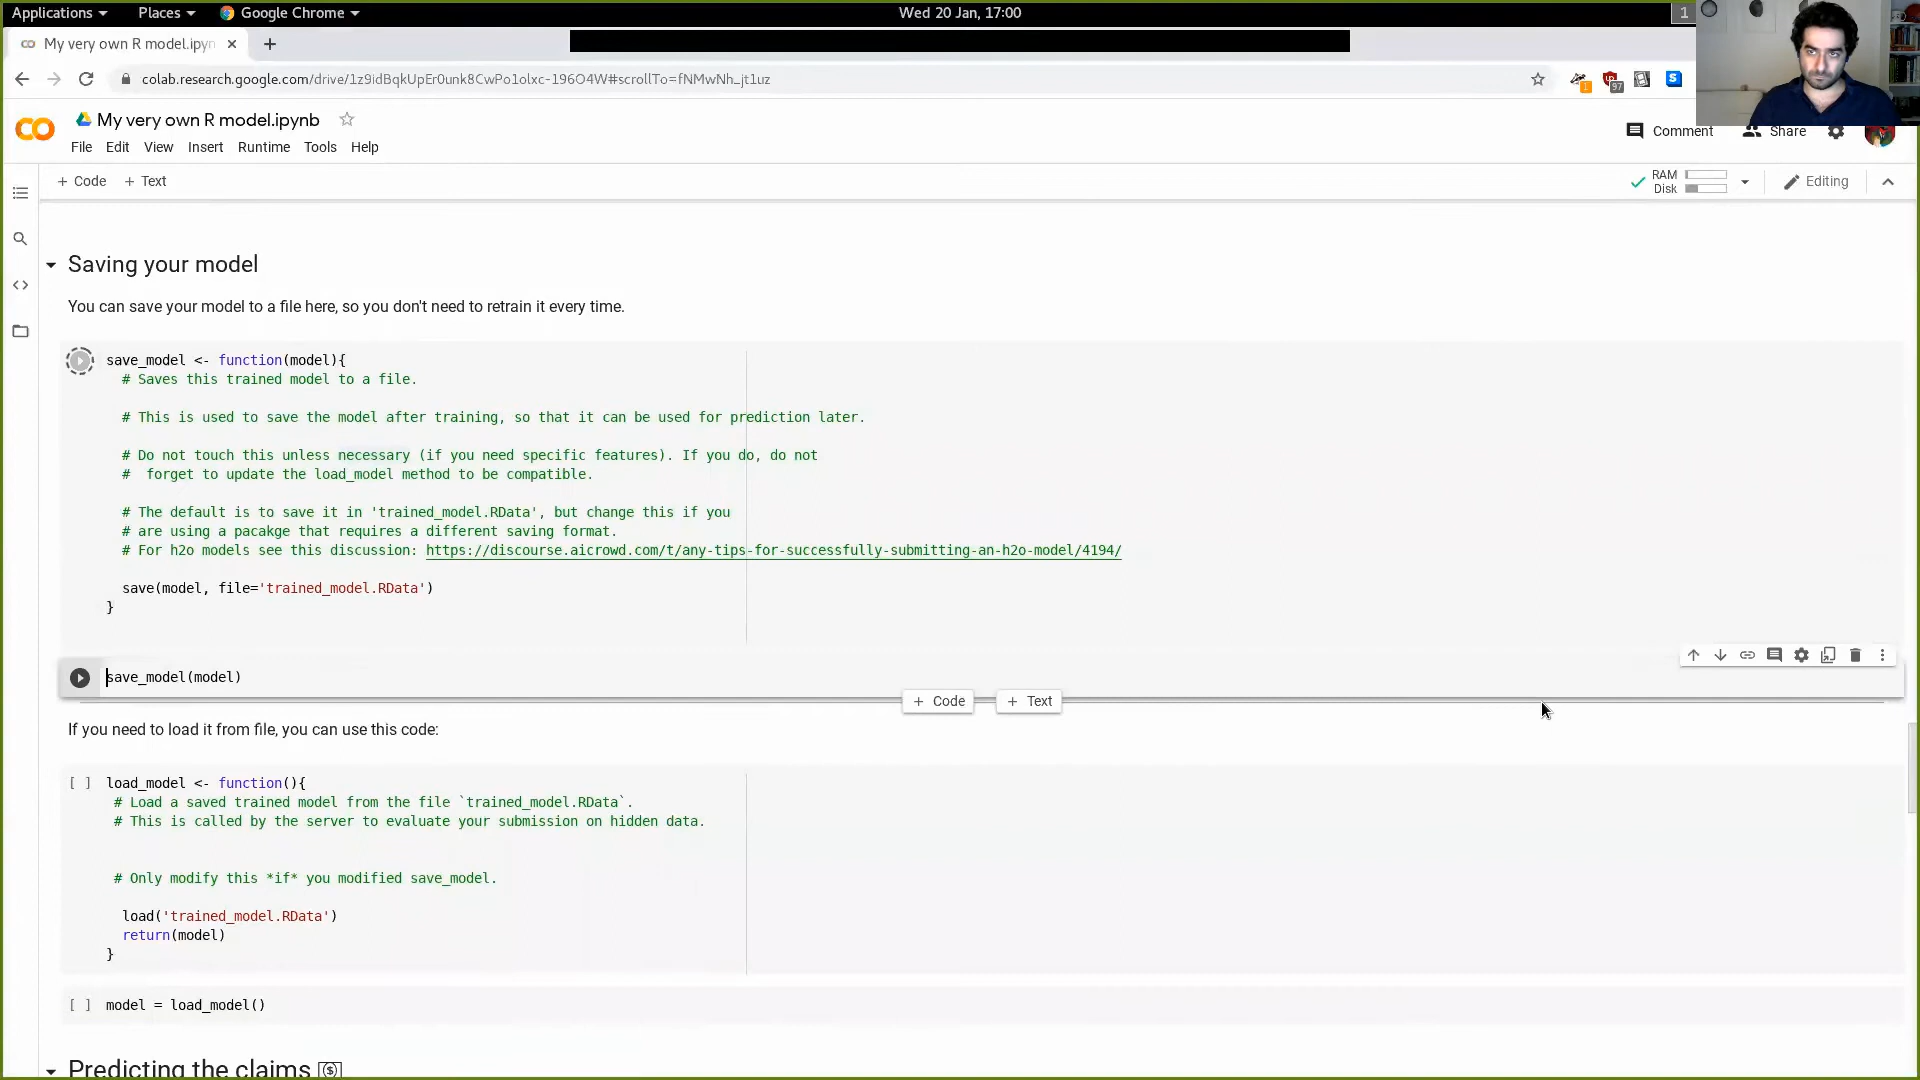 Applications Places Google Chrome Wed 20 Jan, 17:00 1
My very own R model.ipyn
colab.research.google.com/drive/1z9idBqkUpEr0unk8CwPo1olxc-196O4W#scrollTo=fNMwNh_jt1uz 1 97 S
My very own R model.ipynb
Comment Share
File Edit View Insert Runtime Tools Help
+ Code + Text RAM Disk Editing
Saving your model
You can save your model to a file here, so you don't need to retrain it every time.
save_model <- function(model){
# Saves this trained model to a file.
# This is used to save the model after training, so that it can be used for prediction later.
# Do not touch this unless necessary (if you need specific features). If you do, do not
#  forget to update the load_model method to be compatible.
# The default is to save it in 'trained_model.RData', but change this if you
# are using a pacakge that requires a different saving format.
# For h2o models see this discussion: https://discourse.aicrowd.com/t/any-tips-for-successfully-submitting-an-h2o-model/4194/
save(model, file='trained_model.RData')
}
save_model(model)
+ Code + Text
If you need to load it from file, you can use this code:
[ ] load_model <- function(){
# Load a saved trained model from the file `trained_model.RData`.
# This is called by the server to evaluate your submission on hidden data.
# Only modify this *if* you modified save_model.
load('trained_model.RData')
return(model)
}
[ ] model = load_model()
Predicting the claims ($)